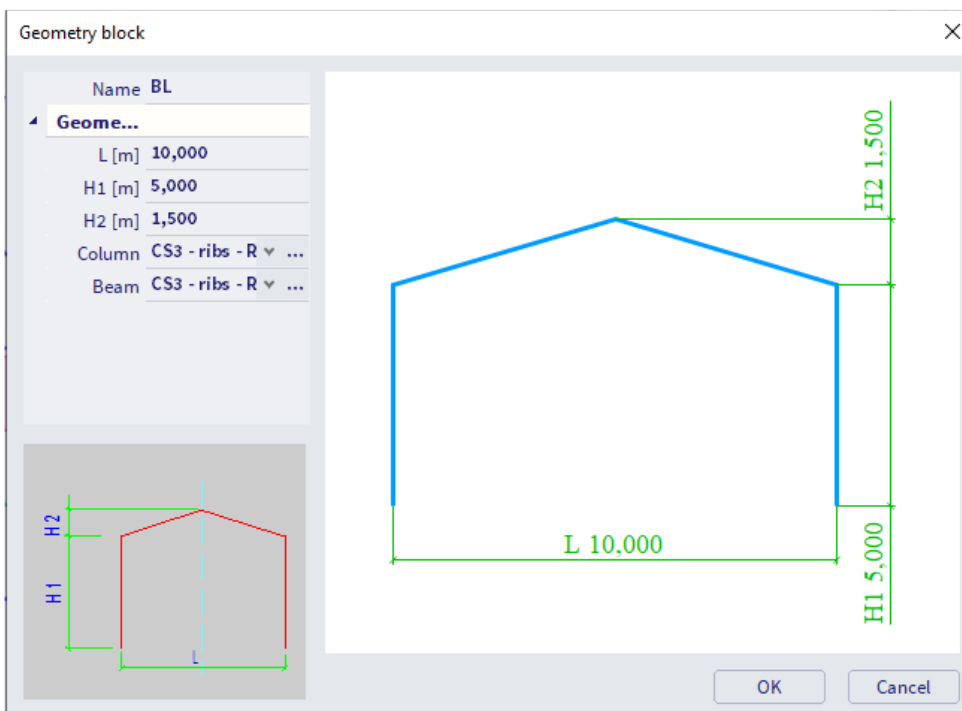 Geometry block
Name BL
Geome...
L [m] 10,000
H1 [m] 5,000
H2 [m] 1,500
Column CS3 - ribs - R ...
Beam CS3 - ribs - R ...
H2
H1
L
H2 1,500
L 10,000
H1 5,000
OK
Cancel